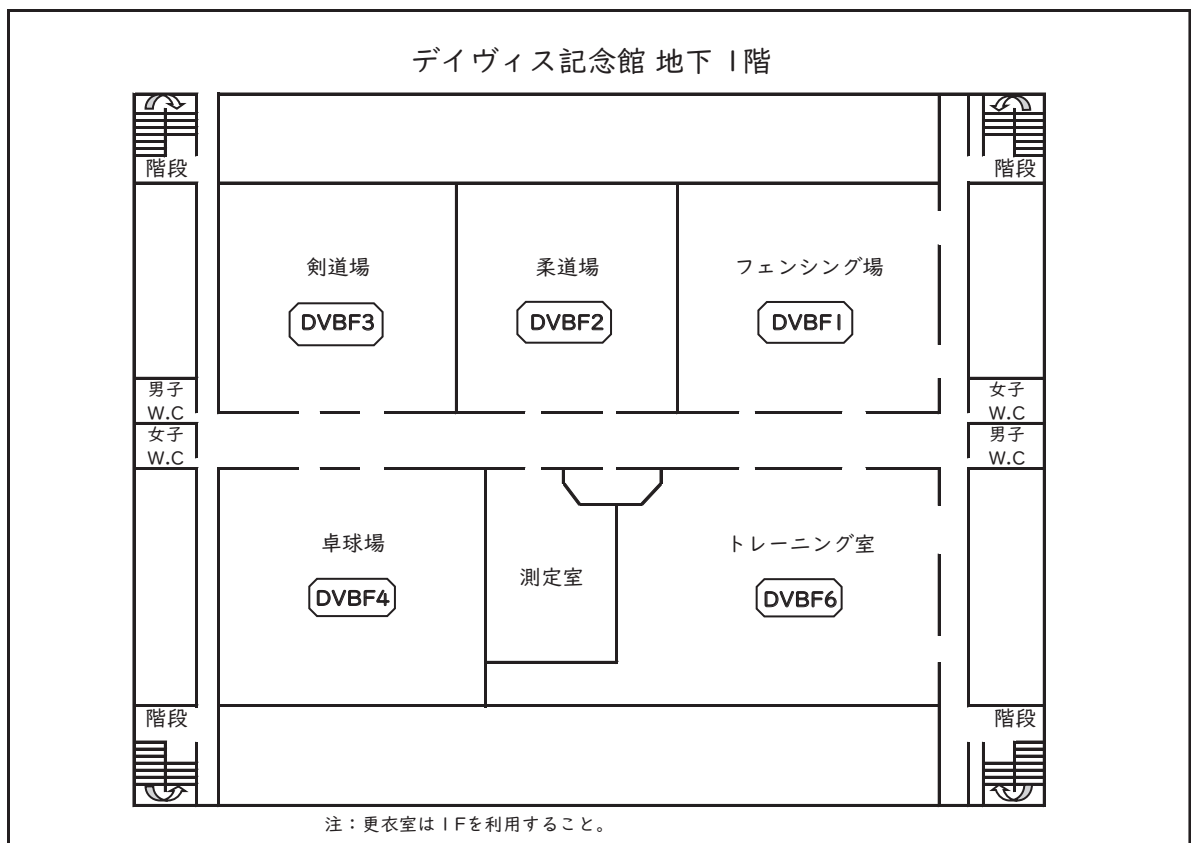 デイヴィス記念館 地下 1階
階段
階段
剣道場
柔道場
フェンシング場
DVBF3
DVBF2
DVBF1
男子
W.C
女子
W.C
女子
W.C
男子
W.C
卓球場
測定室
トレーニング室
DVBF4
DVBF6
階段
階段
注：更衣室は1Fを利用すること。